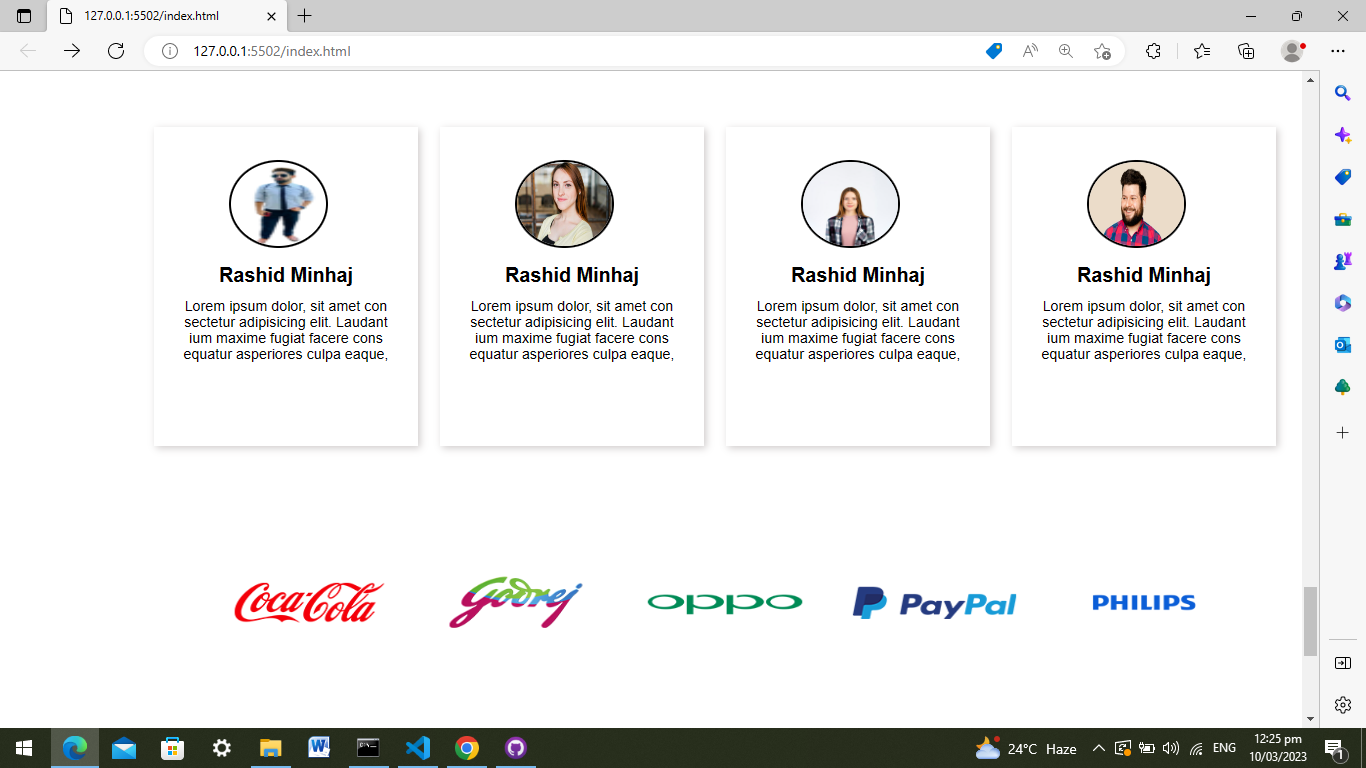 127.0.0.1:5502/index.html
127.0.0.1:5502/index.html
Rashid Minhaj
Lorem ipsum dolor, sit amet con
sectetur adipisicing elit. Laudant
ium maxime fugiat facere cons
equatur asperiores culpa eaque,
Rashid Minhaj
Lorem ipsum dolor, sit amet con
sectetur adipisicing elit. Laudant
ium maxime fugiat facere cons
equatur asperiores culpa eaque,
Rashid Minhaj
Lorem ipsum dolor, sit amet con
sectetur adipisicing elit. Laudant
ium maxime fugiat facere cons
equatur asperiores culpa eaque,
Rashid Minhaj
Lorem ipsum dolor, sit amet con
sectetur adipisicing elit. Laudant
ium maxime fugiat facere cons
equatur asperiores culpa eaque,
Coca-Cola
Godrej
oppo
PayPal
PHILIPS
24°C Haze
ENG
12:25 pm
10/03/2023
1